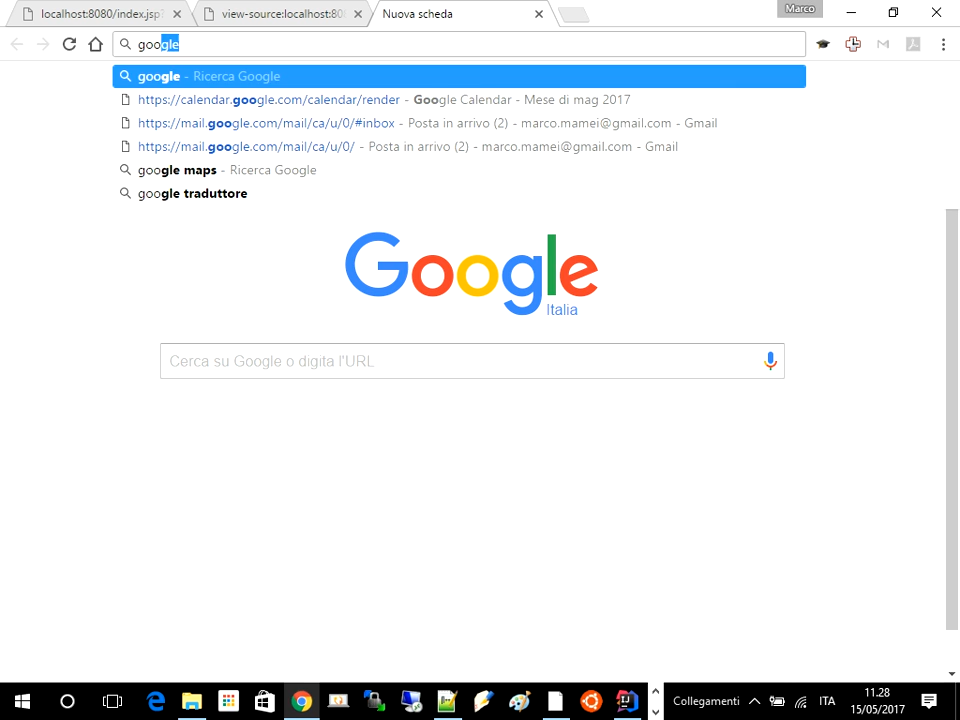 localhost:8080/index.jsp?
view-source:localhost:808
Nuova scheda
Marco
google
google - Ricerca Google
https://calendar.google.com/calendar/render - Google Calendar - Mese di mag 2017
https://mail.google.com/mail/ca/u/0/#inbox - Posta in arrivo (2) - marco.mamei@gmail.com - Gmail
https://mail.google.com/mail/ca/u/0/ - Posta in arrivo (2) - marco.mamei@gmail.com - Gmail
google maps - Ricerca Google
google traduttore
Google
Italia
Cerca su Google o digita l'URL
Collegamenti
ITA
11.28
15/05/2017